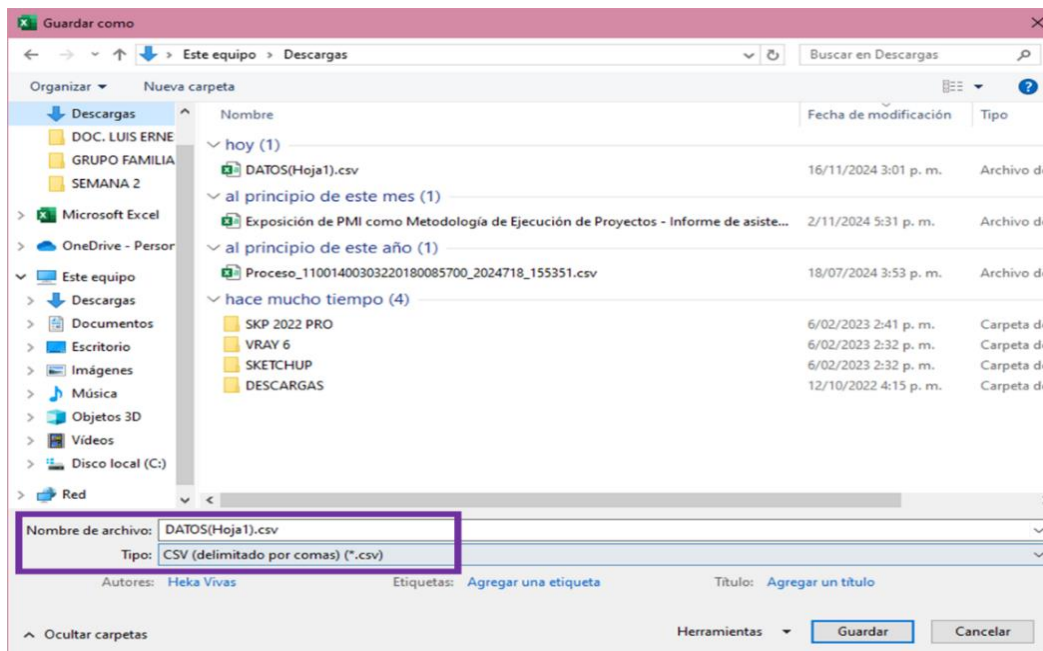 Guardar como
Este equipo > Descargas
Buscar en Descargas
Organizar
Nueva carpeta
Descargas
DOC. LUIS ERNE
GRUPO FAMILIA
SEMANA 2
Microsoft Excel
OneDrive - Person
Este equipo
Descargas
Documentos
Escritorio
Imágenes
Música
Objetos 3D
Vídeos
Disco local (C:)
Red
Nombre Fecha de modificación Tipo
hoy (1)
DATOS(Hoja1).csv 16/11/2024 3:01 p. m. Archivo d
al principio de este mes (1)
Exposición de PMI como Metodología de Ejecución de Proyectos - Informe de asiste... 2/11/2024 5:31 p. m. Archivo d
al principio de este año (1)
Proceso_11001400303220180085700_2024718_155351.csv 18/07/2024 3:53 p. m. Archivo d
hace mucho tiempo (4)
SKP 2022 PRO 6/02/2023 2:41 p. m. Carpeta d
VRAY 6 6/02/2023 2:32 p. m. Carpeta d
SKETCHUP 6/02/2023 2:32 p. m. Carpeta d
DESCARGAS 12/10/2022 4:15 p. m. Carpeta d
Nombre de archivo: DATOS(Hoja1).csv
Tipo: CSV (delimitado por comas) (*.csv)
Autores: Heka Vivas Etiquetas: Agregar una etiqueta Título: Agregar un título
Ocultar carpetas Herramientas Guardar Cancelar